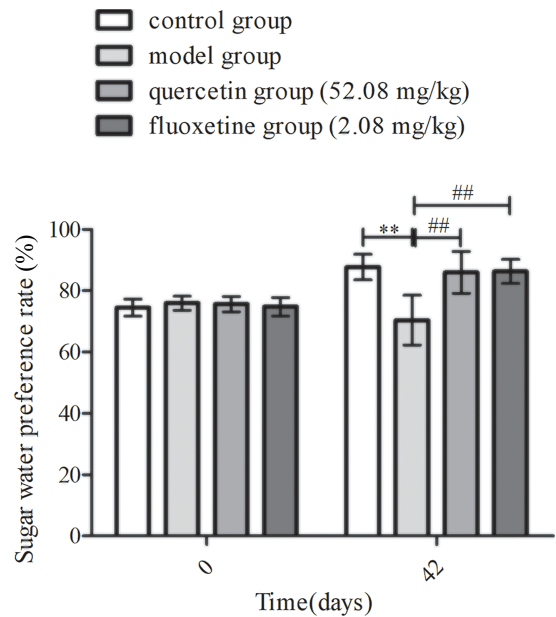 control group
model group
quercetin group (52.08 mg/kg)
fluoxetine group (2.08 mg/kg)
##
** ##
100
80
60
40
20
0
Sugar water preference rate (%)
0 42
Time(days)